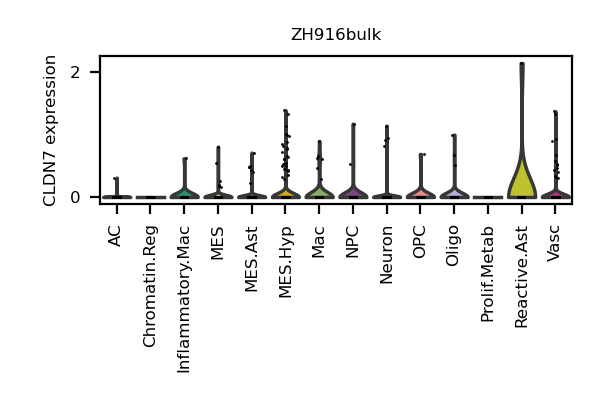 ZH916bulk
CLDN7 expression
2
0
AC
Chromatin.Reg
Inflammatory.Mac
MES
MES.Ast
MES.Hyp
Mac
NPC
Neuron
OPC
Oligo
Prolif.Metab
Reactive.Ast
Vasc